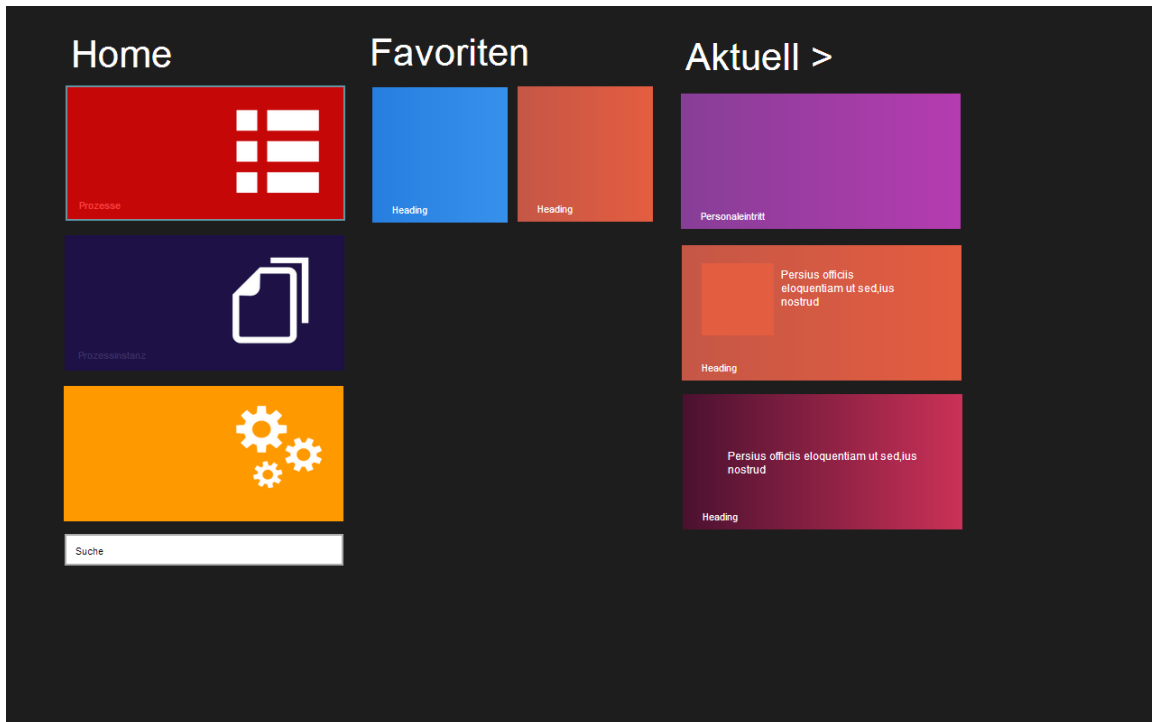 Home
Prozesse
Prozessinstanz
Suche
Favoriten
Heading
Heading
Aktuell >
Personaleintritt
Persius officiis
eloquentiam ut sed,ius
nostrud
Heading
Persius officiis eloquentiam ut sed,ius
nostrud
Heading